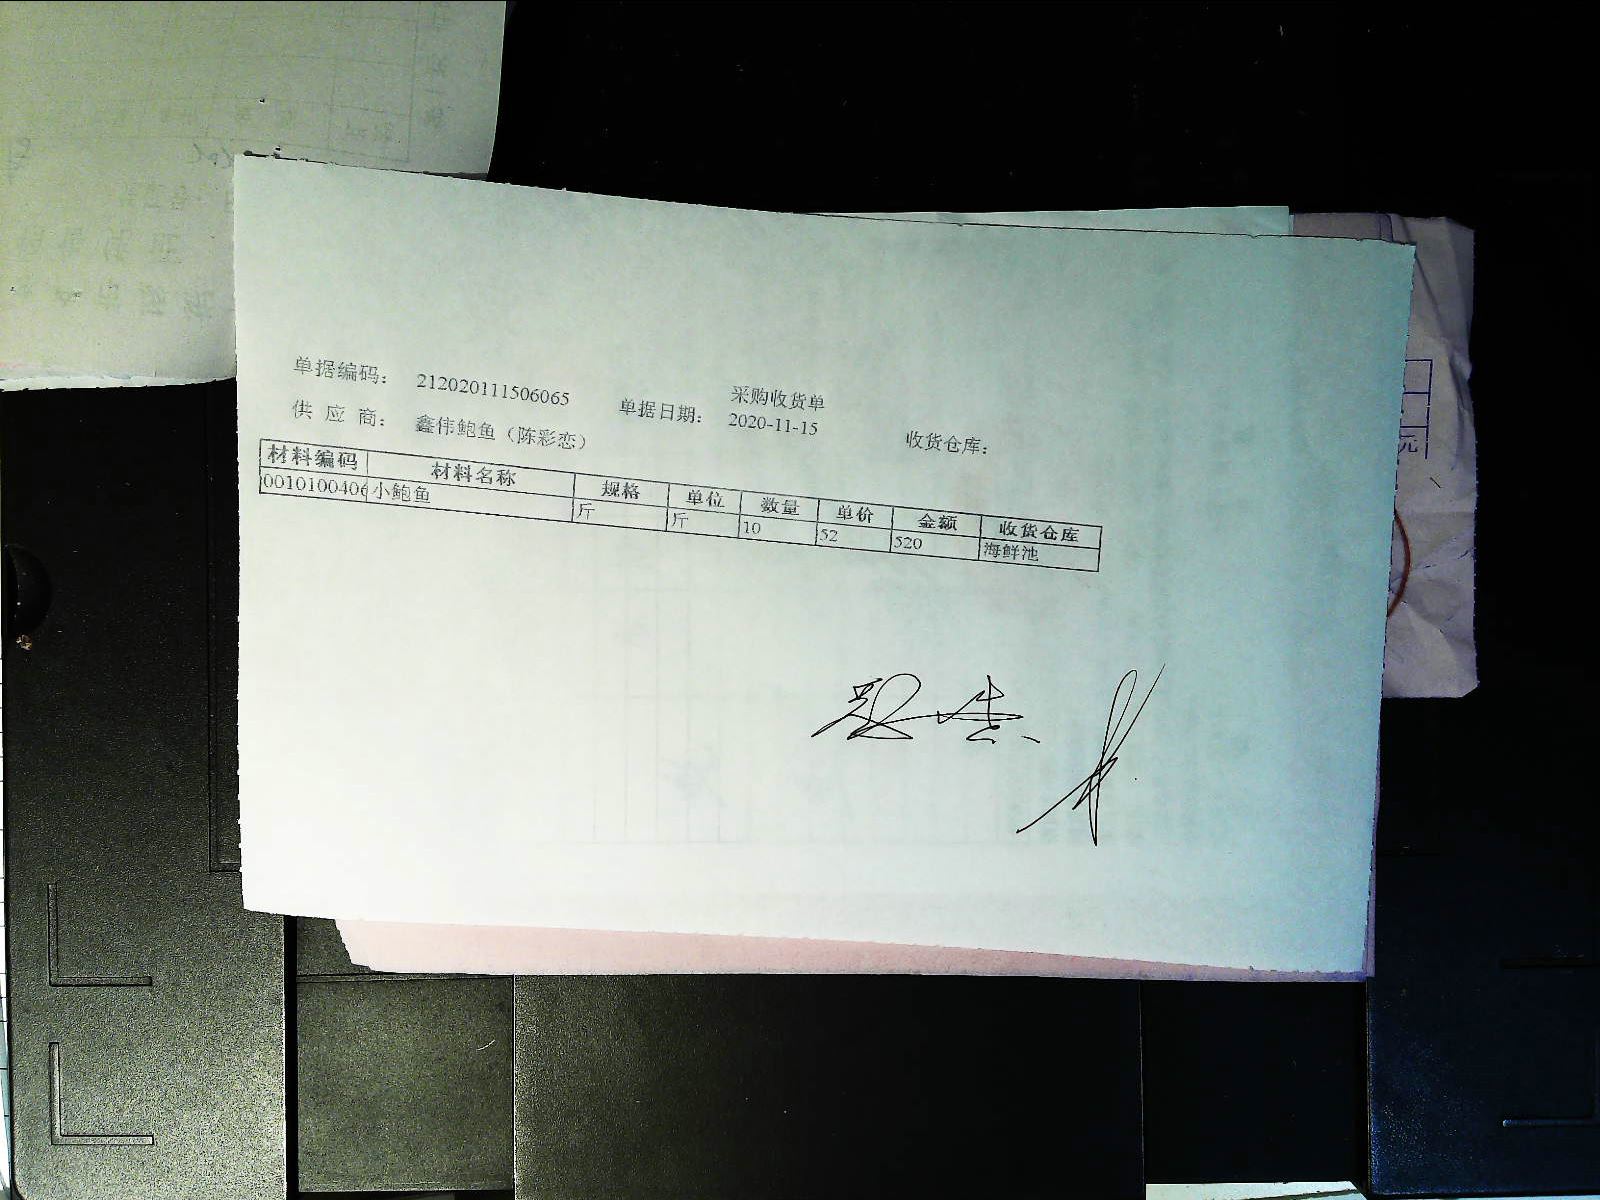 采购收货单
单据编码： 212020111506065 单据日期： 2020-11-15 收货仓库：
供 应 商： 鑫伟鲍鱼（陈彩恋）
材料编码 材料名称 规格 单位 数量 单价 金额 收货仓库
0010100406 小鲍鱼 斤 斤 10 52 520 海鲜池
元